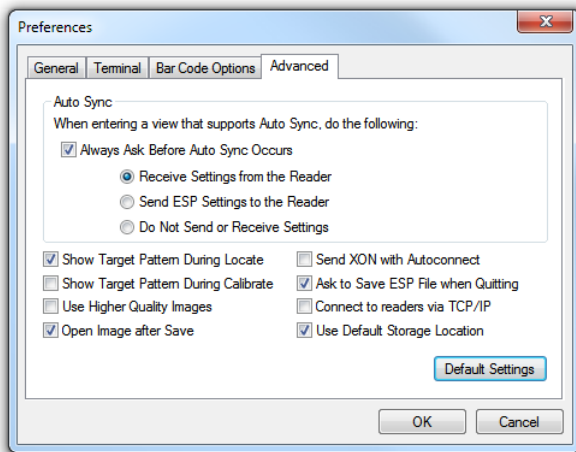 Preferences
General Terminal Bar Code Options Advanced
Auto Sync
When entering a view that supports Auto Sync, do the following:
Always Ask Before Auto Sync Occurs
Receive Settings from the Reader
Send ESP Settings to the Reader
Do Not Send or Receive Settings
Show Target Pattern During Locate Send XON with Autoconnect
Show Target Pattern During Calibrate Ask to Save ESP File when Quitting
Use Higher Quality Images Connect to readers via TCP/IP
Open Image after Save Use Default Storage Location
Default Settings
OK Cancel